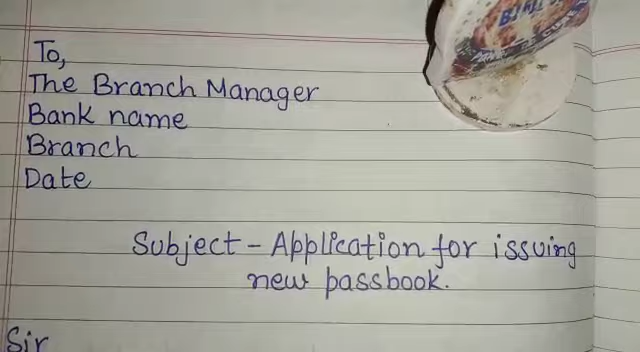 To,
The Branch Manager
Bank name
Branch
Date
Subject - Application for issuing
new passbook.
Sir